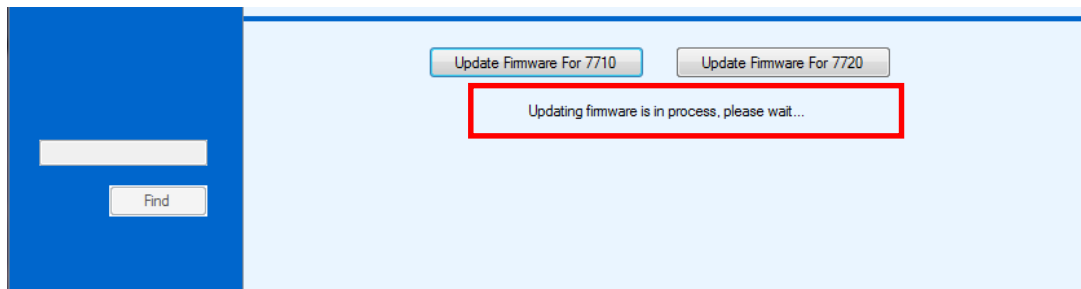 Update Firmware For 7710
Update Firmware For 7720
Updating firmware is in process, please wait...
Find